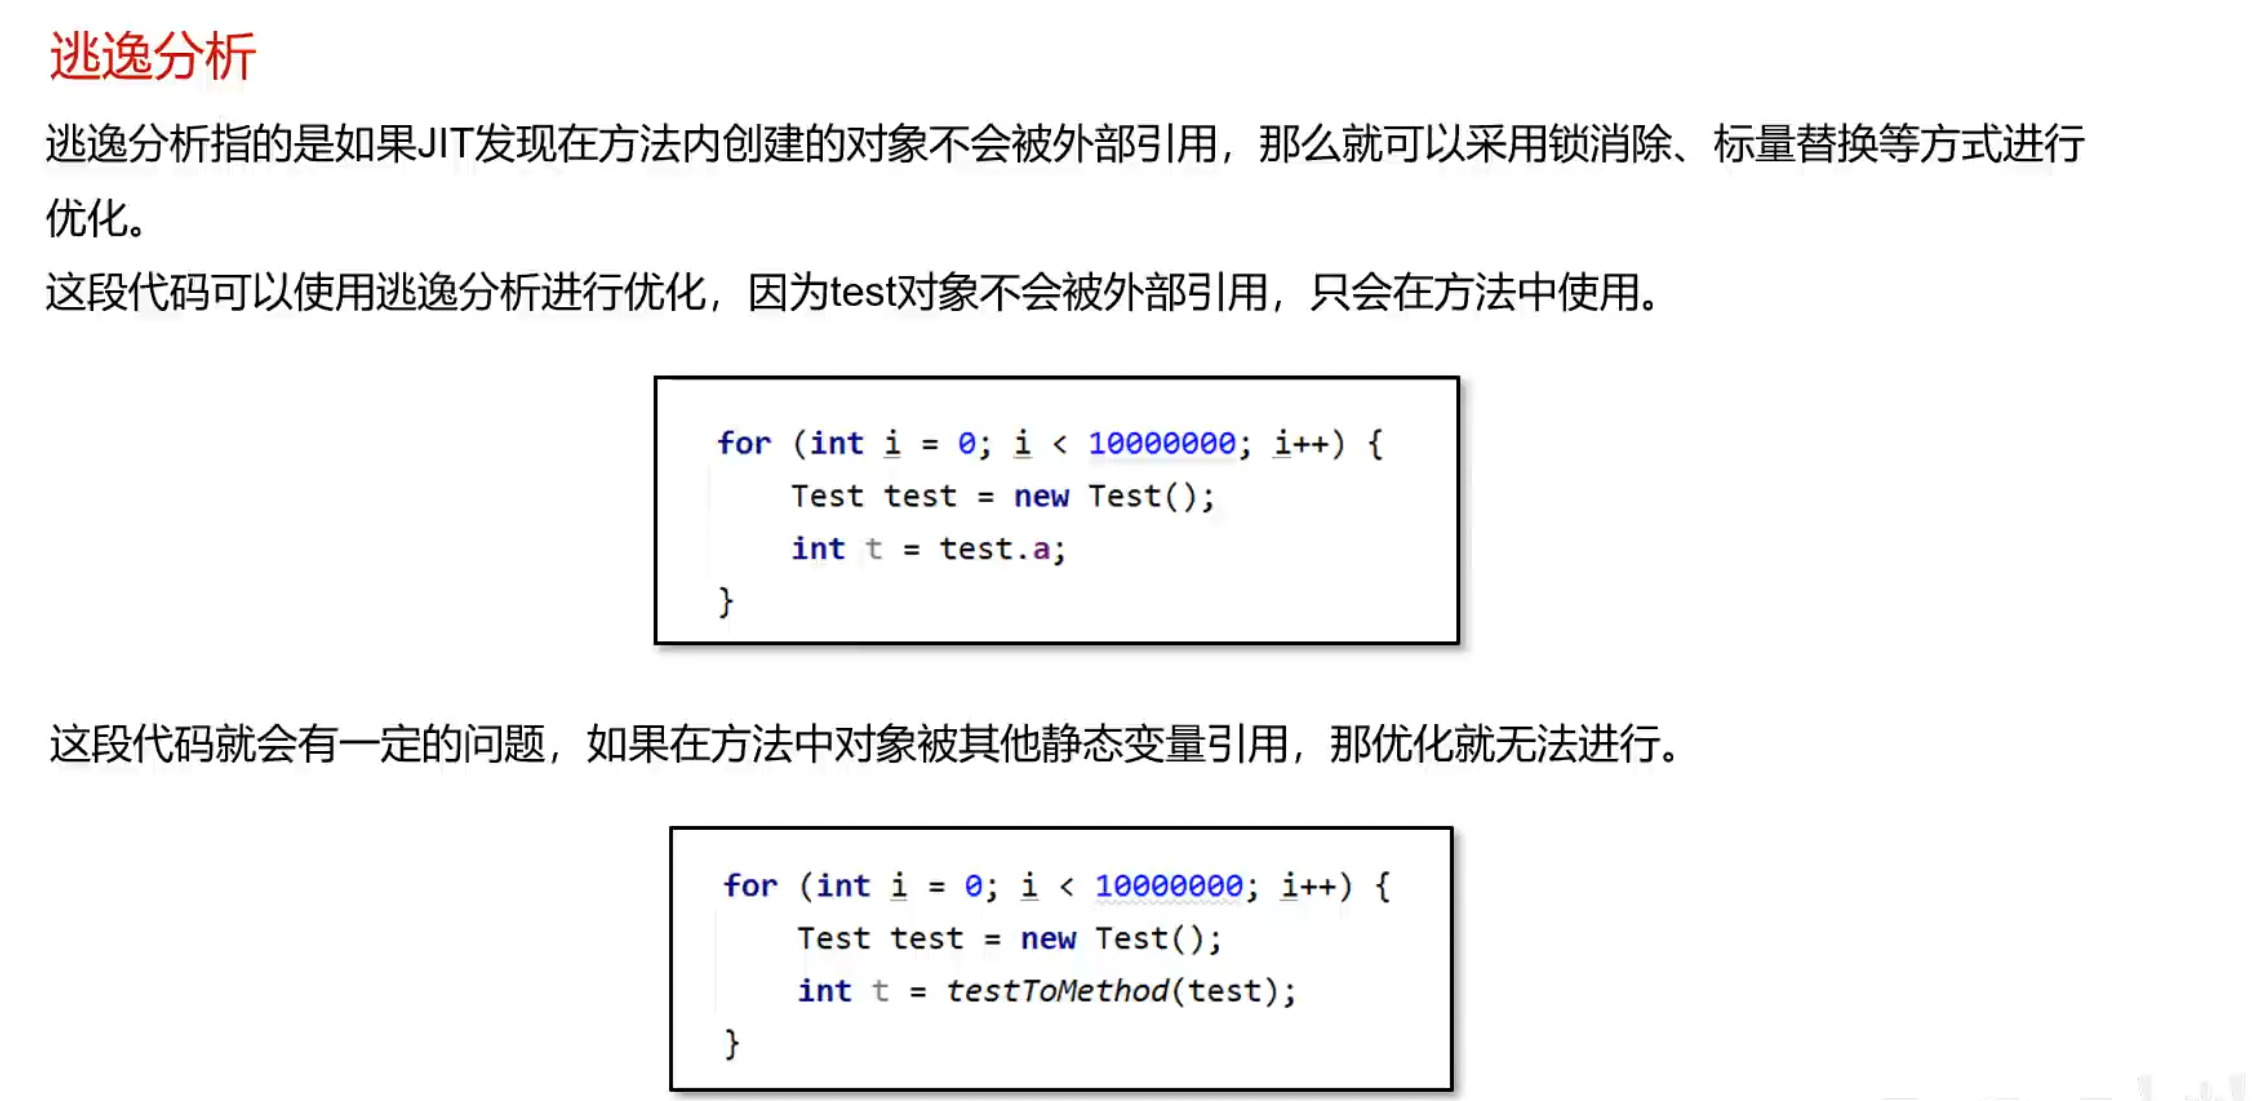 逃逸分析
逃逸分析指的是如果JIT发现在方法内创建的对象不会被外部引用，那么就可以采用锁消除、标量替换等方式进行
优化。
这段代码可以使用逃逸分析进行优化，因为test对象不会被外部引用，只会在方法中使用。
for (int i = 0; i < 10000000; i++) {
    Test test = new Test();
    int t = test.a;
}
这段代码就会有一定的问题，如果在方法中对象被其他静态变量引用，那优化就无法进行。
for (int i = 0; i < 10000000; i++) {
    Test test = new Test();
    int t = testToMethod(test);
}